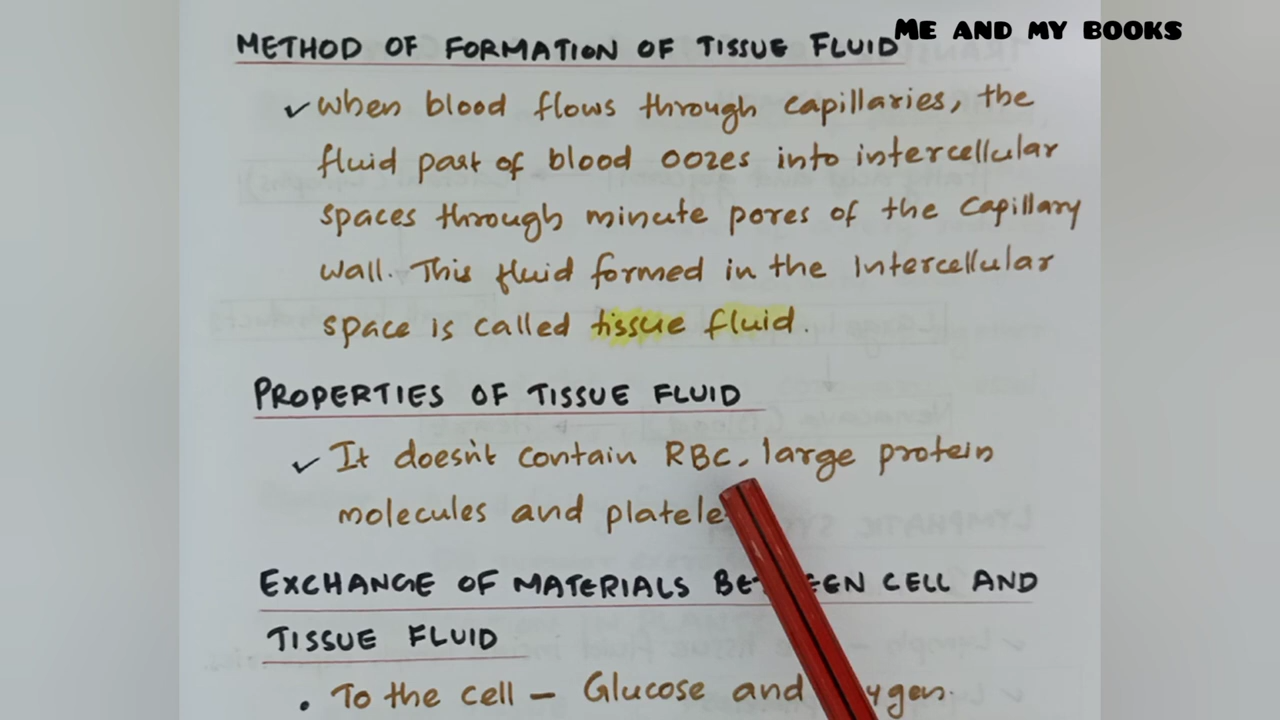 ME AND MY BOOKS
METHOD OF FORMATION OF TISSUE FLUID
✓ When blood flows through capillaries, the
fluid part of blood oozes into intercellular
spaces through minute pores of the capillary
wall. This fluid formed in the Intercellular
space is called tissue fluid.
PROPERTIES OF TISSUE FLUID
✓ It doesn't contain RBC, large protein
molecules and
EXCHANGE OF MATERIALS CELL AND
TISSUE FLUID
• To the cell – Glucose and